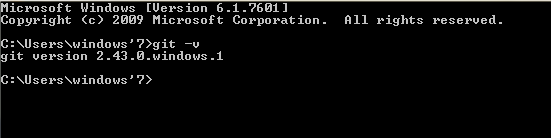 Microsoft Windows [Version 6.1.7601]
Copyright (c) 2009 Microsoft Corporation.  All rights reserved.
C:\Users\windows'7>git -v
git version 2.43.0.windows.1
C:\Users\windows'7>